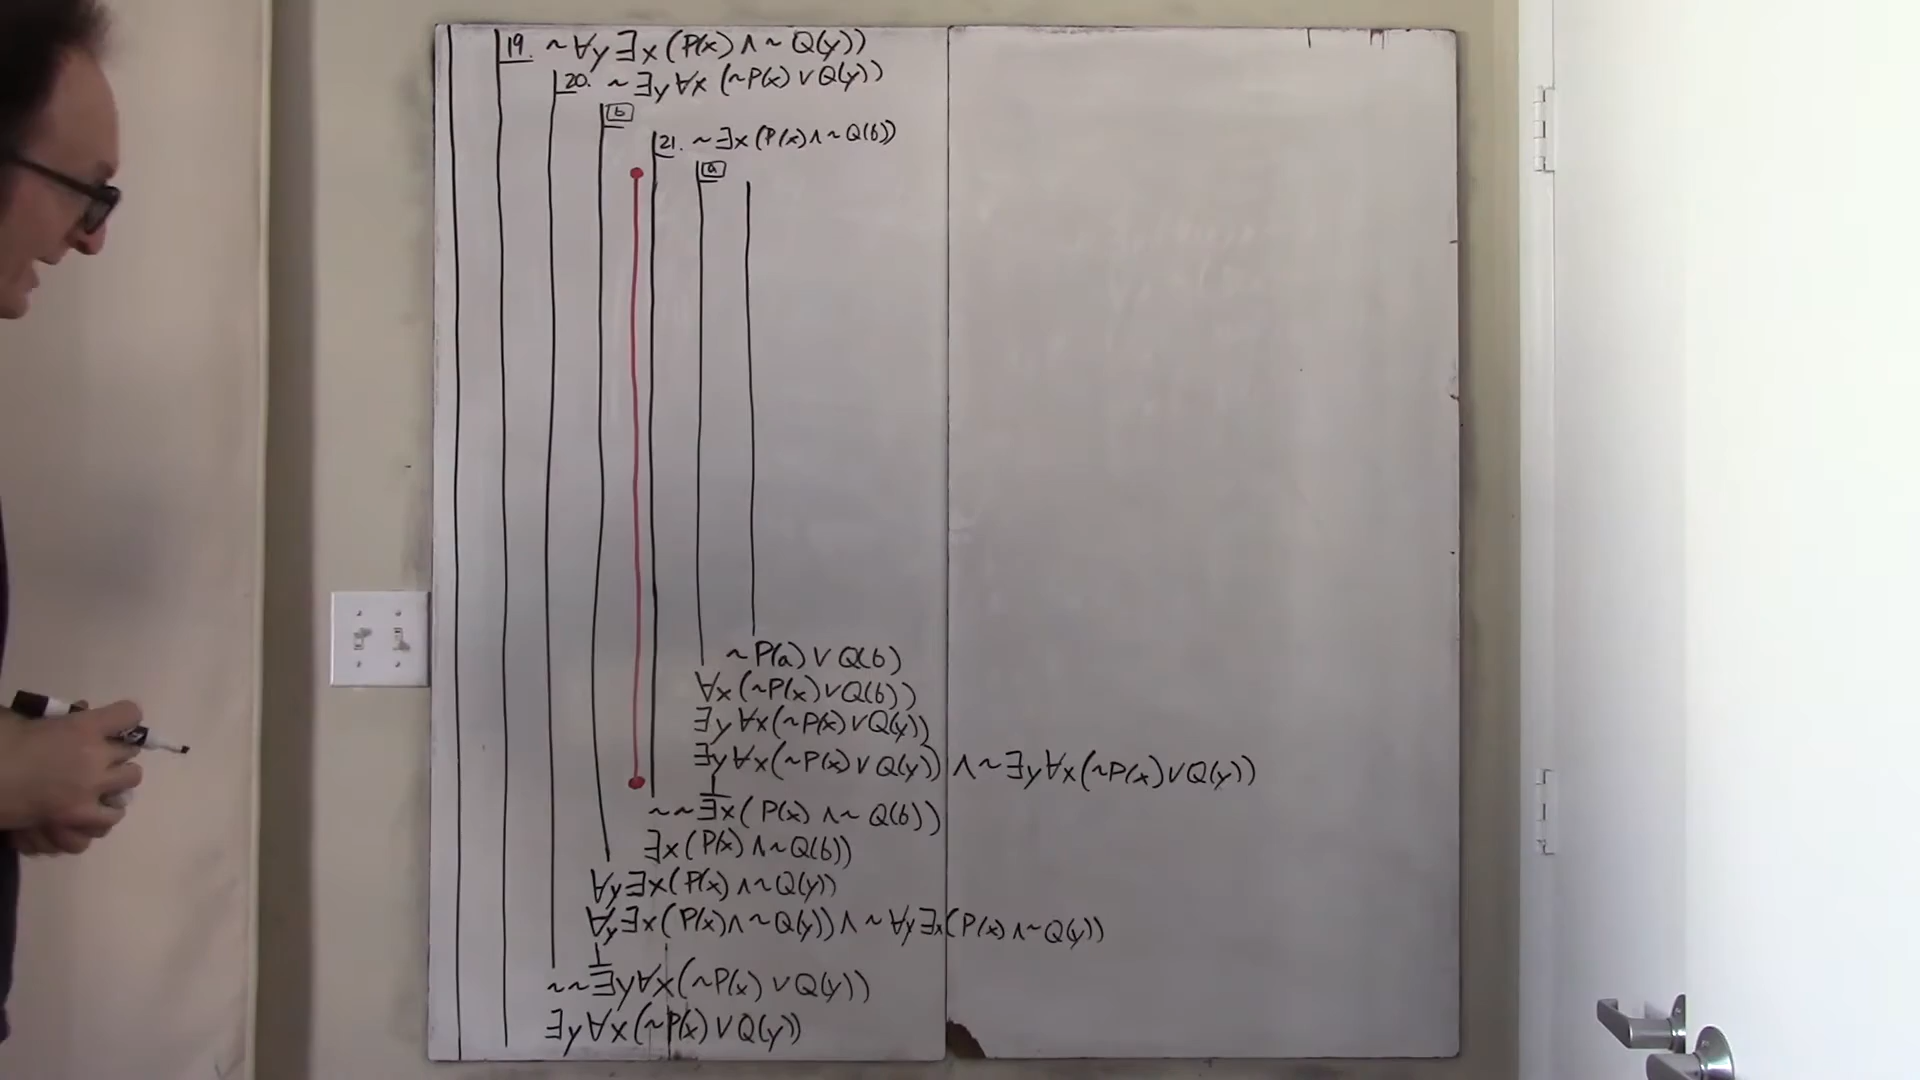 19. ~∀y∃x(P(x)∧~Q(y))
20. ~∃y∀x(~P(x)∨Q(y))
b
21. ~∃x(P(x)∧~Q(b))
a
~P(a)∨Q(b)
∀x(~P(x)∨Q(b))
∃y∀x(~P(x)∨Q(y))
∃y∀x(~P(x)∨Q(y))∧~∃y∀x(~P(x)∨Q(y))
⊥
~~∃x(P(x)∧~Q(b))
∃x(P(x)∧~Q(b))
∀y∃x(P(x)∧~Q(y))
∀y∃x(P(x)∧~Q(y))∧~∀y∃x(P(x)∧~Q(y))
⊥
~~∃y∀x(~P(x)∨Q(y))
∃y∀x(~P(x)∨Q(y))